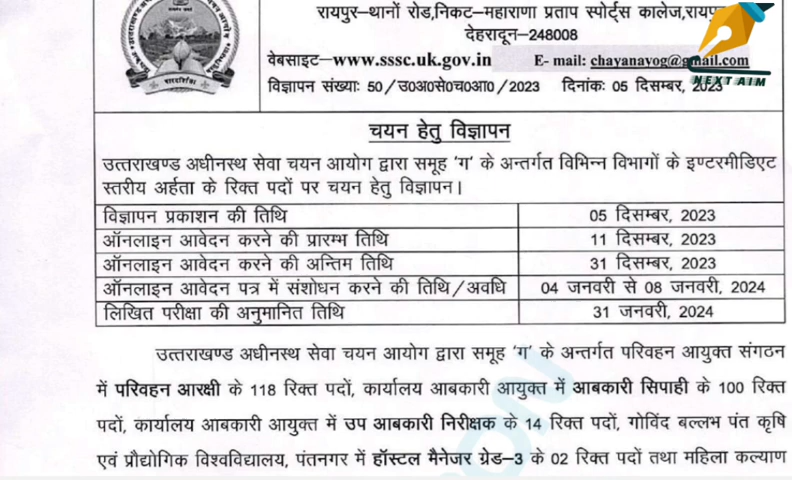 रायपुर–थानों रोड,निकट–महाराणा प्रताप स्पोर्ट्स कालेज,रायपुर
देहरादून–248008
वेबसाइट–www.sssc.uk.gov.in E- mail: chayanayog@gmail.com
NEXT AIM
विज्ञापन संख्याः 50/उ0अ0से0च0आ0/2023 दिनांकः 05 दिसम्बर, 2023
चयन हेतु विज्ञापन
उत्तराखण्ड अधीनस्थ सेवा चयन आयोग द्वारा समूह 'ग' के अन्तर्गत विभिन्न विभागों के इण्टरमीडिएट
स्तरीय अर्हता के रिक्त पदों पर चयन हेतु विज्ञापन।
विज्ञापन प्रकाशन की तिथि 05 दिसम्बर, 2023
ऑनलाइन आवेदन करने की प्रारम्भ तिथि 11 दिसम्बर, 2023
ऑनलाइन आवेदन करने की अन्तिम तिथि 31 दिसम्बर, 2023
ऑनलाइन आवेदन पत्र में संशोधन करने की तिथि/अवधि 04 जनवरी से 08 जनवरी, 2024
लिखित परीक्षा की अनुमानित तिथि 31 जनवरी, 2024
उत्तराखण्ड अधीनस्थ सेवा चयन आयोग द्वारा समूह 'ग' के अन्तर्गत परिवहन आयुक्त संगठन
में परिवहन आरक्षी के 118 रिक्त पदों, कार्यालय आबकारी आयुक्त में आबकारी सिपाही के 100 रिक्त
पदों, कार्यालय आबकारी आयुक्त में उप आबकारी निरीक्षक के 14 रिक्त पदों, गोविंद बल्लभ पंत कृषि
एवं प्रौद्योगिक विश्वविद्यालय, पंतनगर में हॉस्टल मैनेजर ग्रेड–3 के 02 रिक्त पदों तथा महिला कल्याण